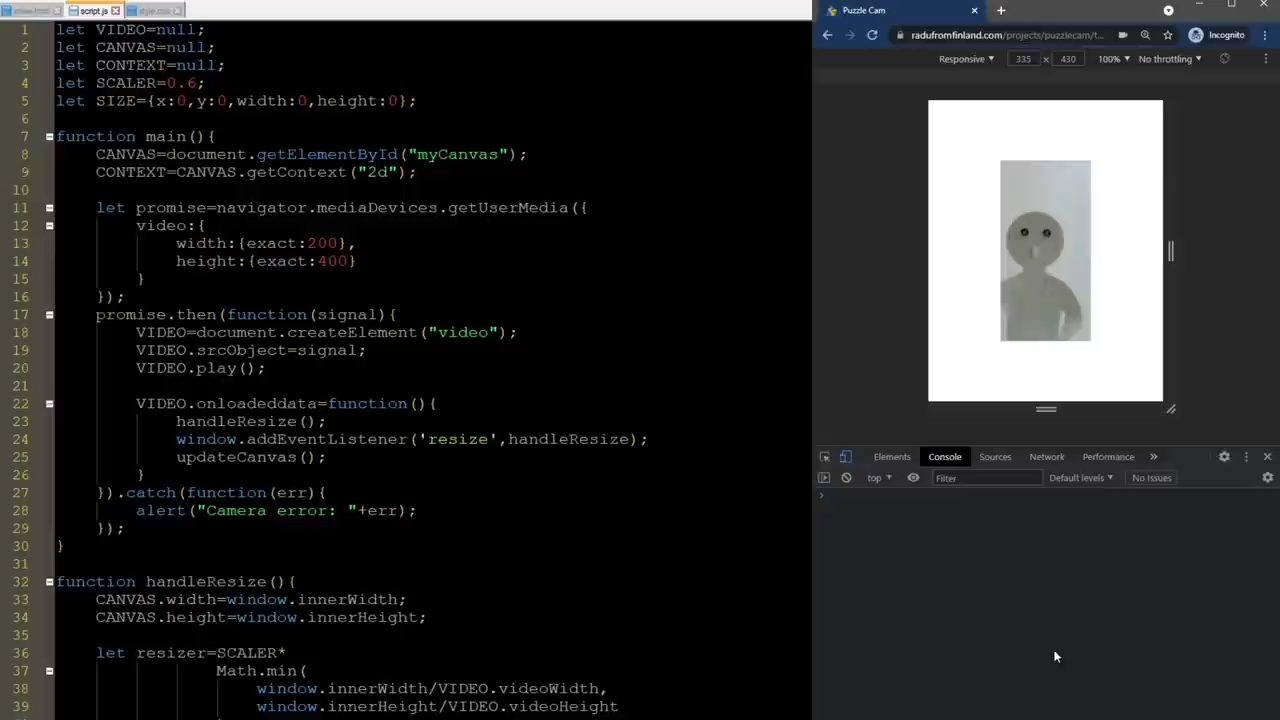 index.html script.js style.css
1 let VIDEO=null;
2 let CANVAS=null;
3 let CONTEXT=null;
4 let SCALER=0.6;
5 let SIZE={x:0,y:0,width:0,height:0};
6
7 function main(){
8 CANVAS=document.getElementById("myCanvas");
9 CONTEXT=CANVAS.getContext("2d");
10
11 let promise=navigator.mediaDevices.getUserMedia({
12 video:{
13 width:{exact:200},
14 height:{exact:400}
15 }
16 });
17 promise.then(function(signal){
18 VIDEO=document.createElement("video");
19 VIDEO.srcObject=signal;
20 VIDEO.play();
21
22 VIDEO.onloadeddata=function(){
23 handleResize();
24 window.addEventListener('resize',handleResize);
25 updateCanvas();
26 }
27 }).catch(function(err){
28 alert("Camera error: "+err);
29 });
30 }
31
32 function handleResize(){
33 CANVAS.width=window.innerWidth;
34 CANVAS.height=window.innerHeight;
35
36 let resizer=SCALER*
37 Math.min(
38 window.innerWidth/VIDEO.videoWidth,
39 window.innerHeight/VIDEO.videoHeight
Puzzle Cam
radufromfinland.com/projects/puzzlecam/t... Incognito
Responsive 335 × 430 100% No throttling
Elements Console Sources Network Performance
top Filter Default levels No Issues